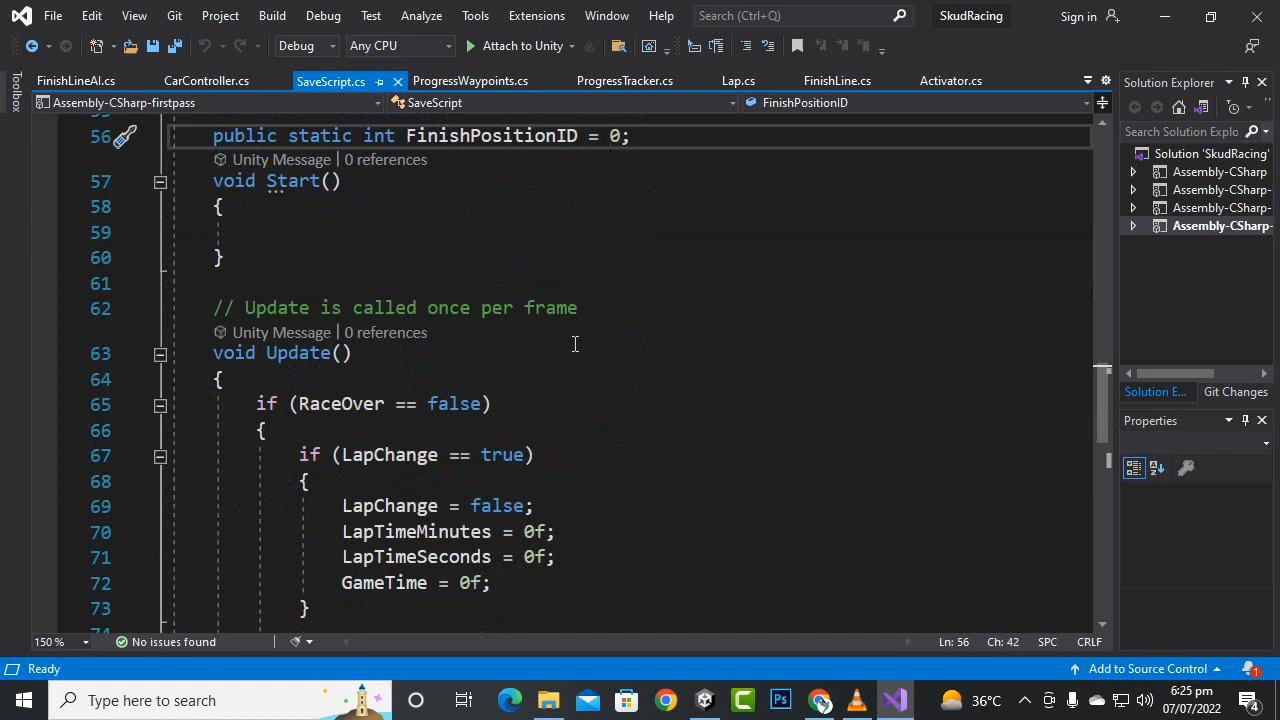 File Edit View Git Project Build Debug Test Analyze Tools Extensions Window Help Search (Ctrl+Q) SkudRacing Sign in
Debug Any CPU Attach to Unity
Toolbox
FinishLineAI.cs CarController.cs SaveScript.cs ProgressWaypoints.cs ProgressTracker.cs Lap.cs FinishLine.cs Activator.cs
Assembly-CSharp-firstpass SaveScript FinishPositionID
56 public static int FinishPositionID = 0;
Unity Message | 0 references
57 void Start()
58 {
59
60 }
61
62 // Update is called once per frame
Unity Message | 0 references
63 void Update()
64 {
65 if (RaceOver == false)
66 {
67 if (LapChange == true)
68 {
69 LapChange = false;
70 LapTimeMinutes = 0f;
71 LapTimeSeconds = 0f;
72 GameTime = 0f;
73 }
150 % No issues found Ln: 56 Ch: 42 SPC CRLF
Solution Explorer
Search Solution Explo
Solution 'SkudRacing'
Assembly-CSharp
Assembly-CSharp-
Assembly-CSharp-
Assembly-CSharp-
Solution E... Git Changes
Properties
Ready Add to Source Control 1
Type here to search 36°C 6:25 pm
07/07/2022 4